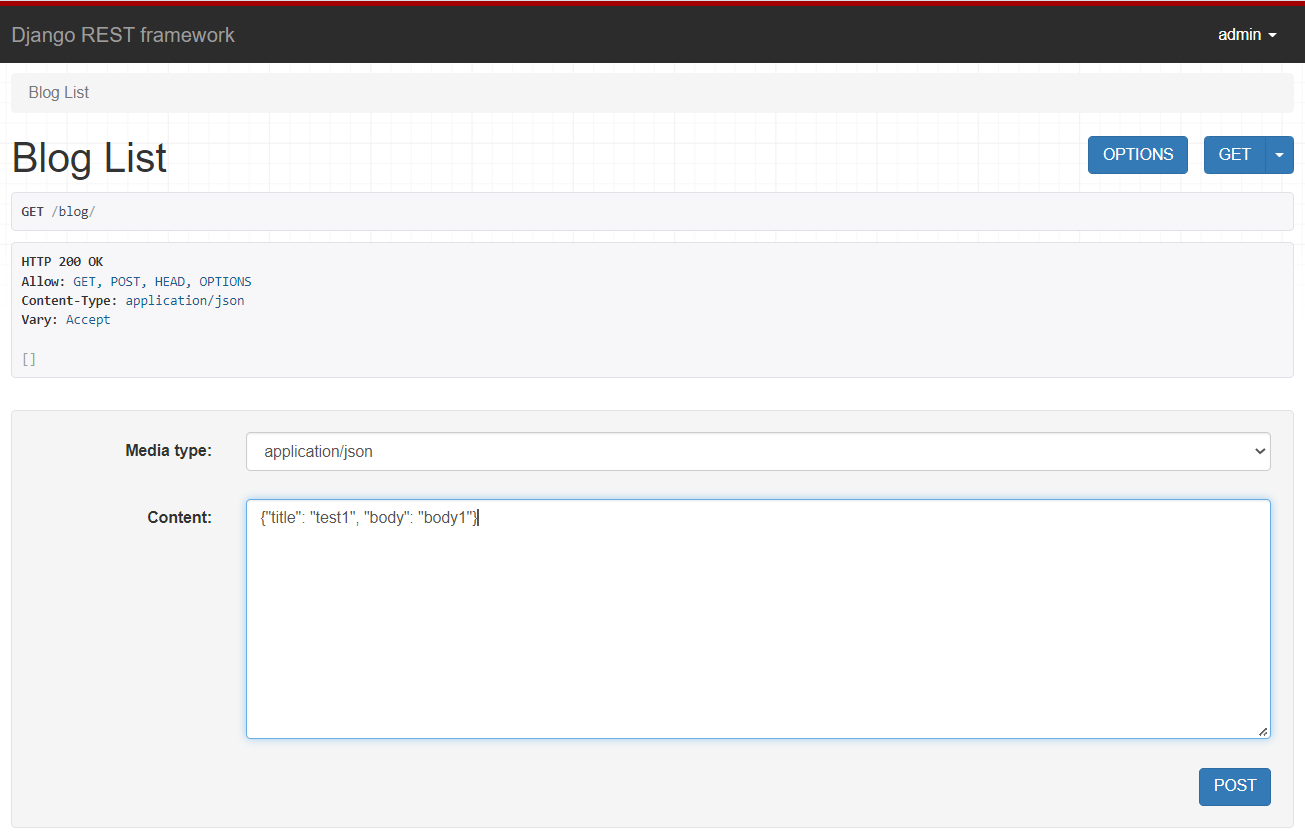 Django REST framework
admin
Blog List
Blog List
OPTIONS
GET
GET /blog/
HTTP 200 OK
Allow: GET, POST, HEAD, OPTIONS
Content-Type: application/json
Vary: Accept
[]
Media type:
application/json
Content:
{"title": "test1", "body": "body1"}
POST